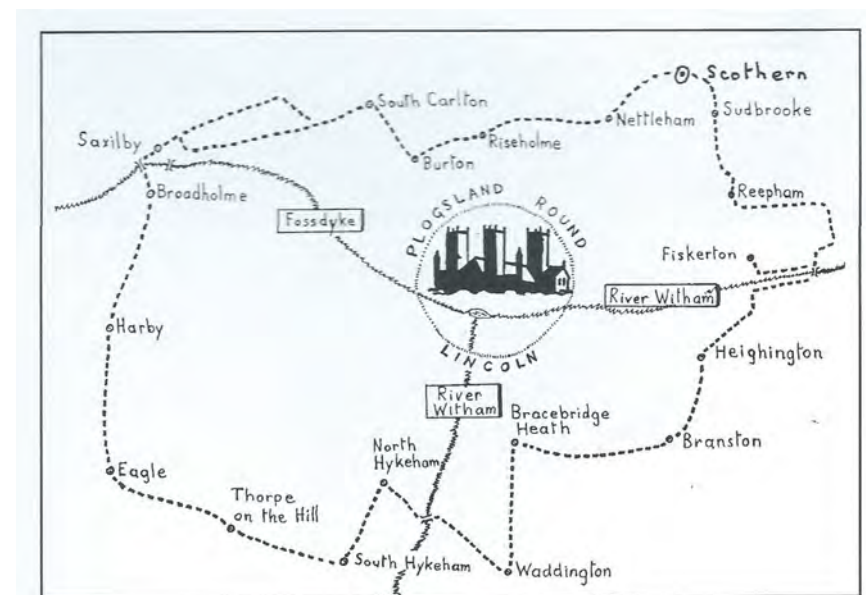 Scothern
South Carlton
Sudbrooke
Nettleham
Saxilby
Riseholme
Burton
Broadholme
Reepham
PLOGSLAND ROUND
Fossdyke
Fiskerton
River Witham
Harby
LINCOLN
Heighington
River
Witham
Bracebridge
Heath
North
Hykeham
Branston
Eagle
Thorpe
on the Hill
South Hykeham
Waddington